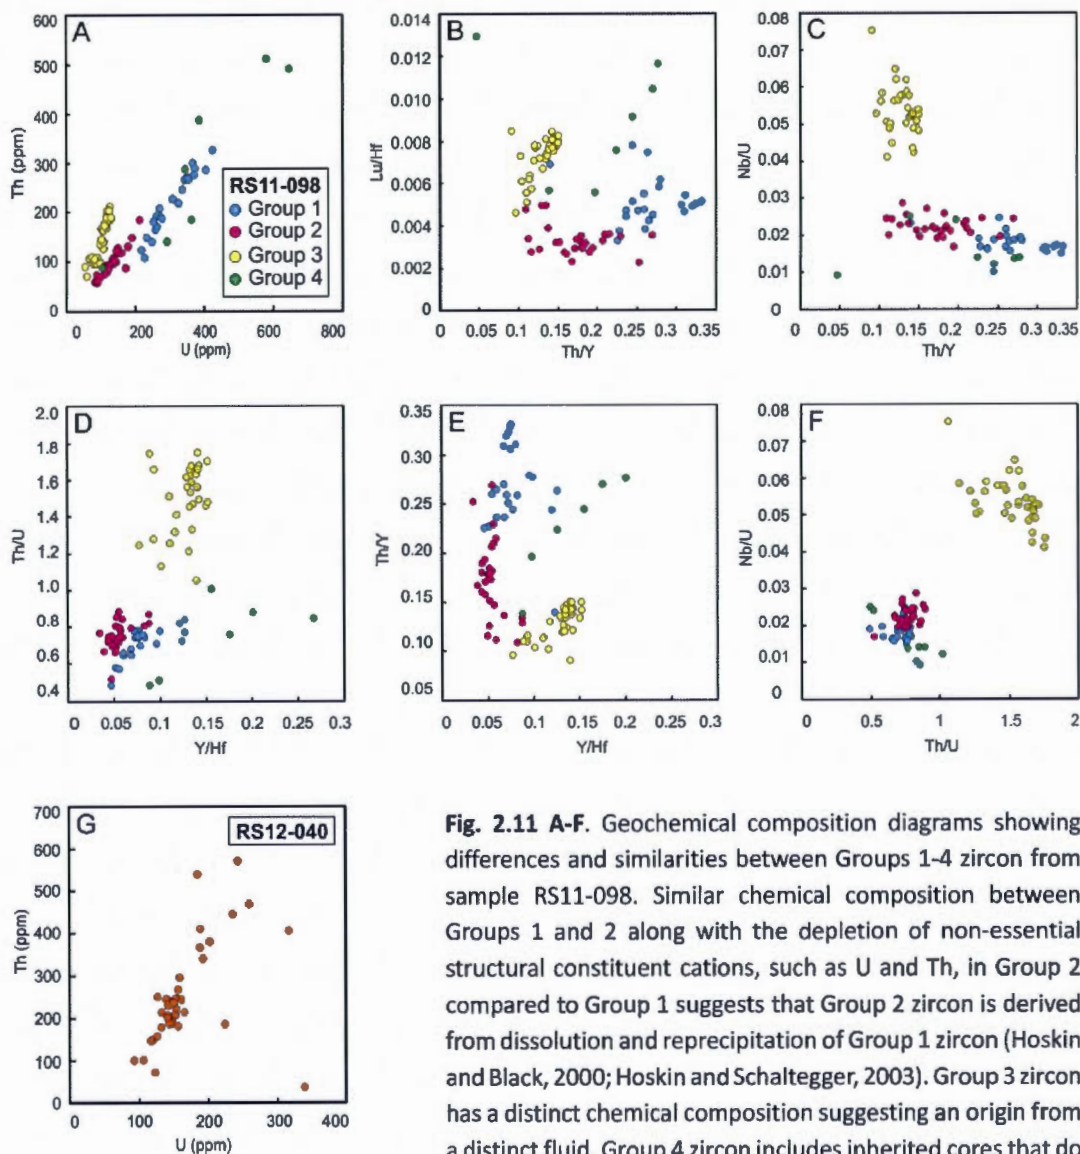 A
600
500
400
300
200
100
0
Th (ppm)
0
200
400
600
800
U (ppm)
RS11-098
Group 1
Group 2
Group 3
Group 4
B
0.014
0.012
0.010
0.008
0.006
0.004
0.002
0
Lu/Hf
0
0.05
0.1
0.15
0.2
0.25
0.3
0.35
Th/Y
C
0.08
0.07
0.06
0.05
0.04
0.03
0.02
0.01
0
Nb/U
0
0.05
0.1
0.15
0.2
0.25
0.3
0.35
Th/Y
D
2.0
1.8
1.6
1.4
1.2
1.0
0.8
0.6
0.4
Th/U
0
0.05
0.1
0.15
0.2
0.25
0.3
Y/Hf
E
0.35
0.30
0.25
0.20
0.15
0.10
0.05
Th/Y
0
0.05
0.1
0.15
0.2
0.25
0.3
Y/Hf
F
0.08
0.07
0.06
0.05
0.04
0.03
0.02
0.01
0
Nb/U
0
0.5
1
1.5
2
Th/U
G
RS12-040
700
600
500
400
300
200
100
0
Th (ppm)
0
100
200
300
400
U (ppm)
Fig. 2.11 A-F. Geochemical composition diagrams showing
differences and similarities between Groups 1-4 zircon from
sample RS11-098. Similar chemical composition between
Groups 1 and 2 along with the depletion of non-essential
structural constituent cations, such as U and Th, in Group 2
compared to Group 1 suggests that Group 2 zircon is derived
from dissolution and reprecipitation of Group 1 zircon (Hoskin
and Black, 2000; Hoskin and Schaltegger, 2003). Group 3 zircon
has a distinct chemical composition suggesting an origin from
a distinct fluid. Group 4 zircon includes inherited cores that do